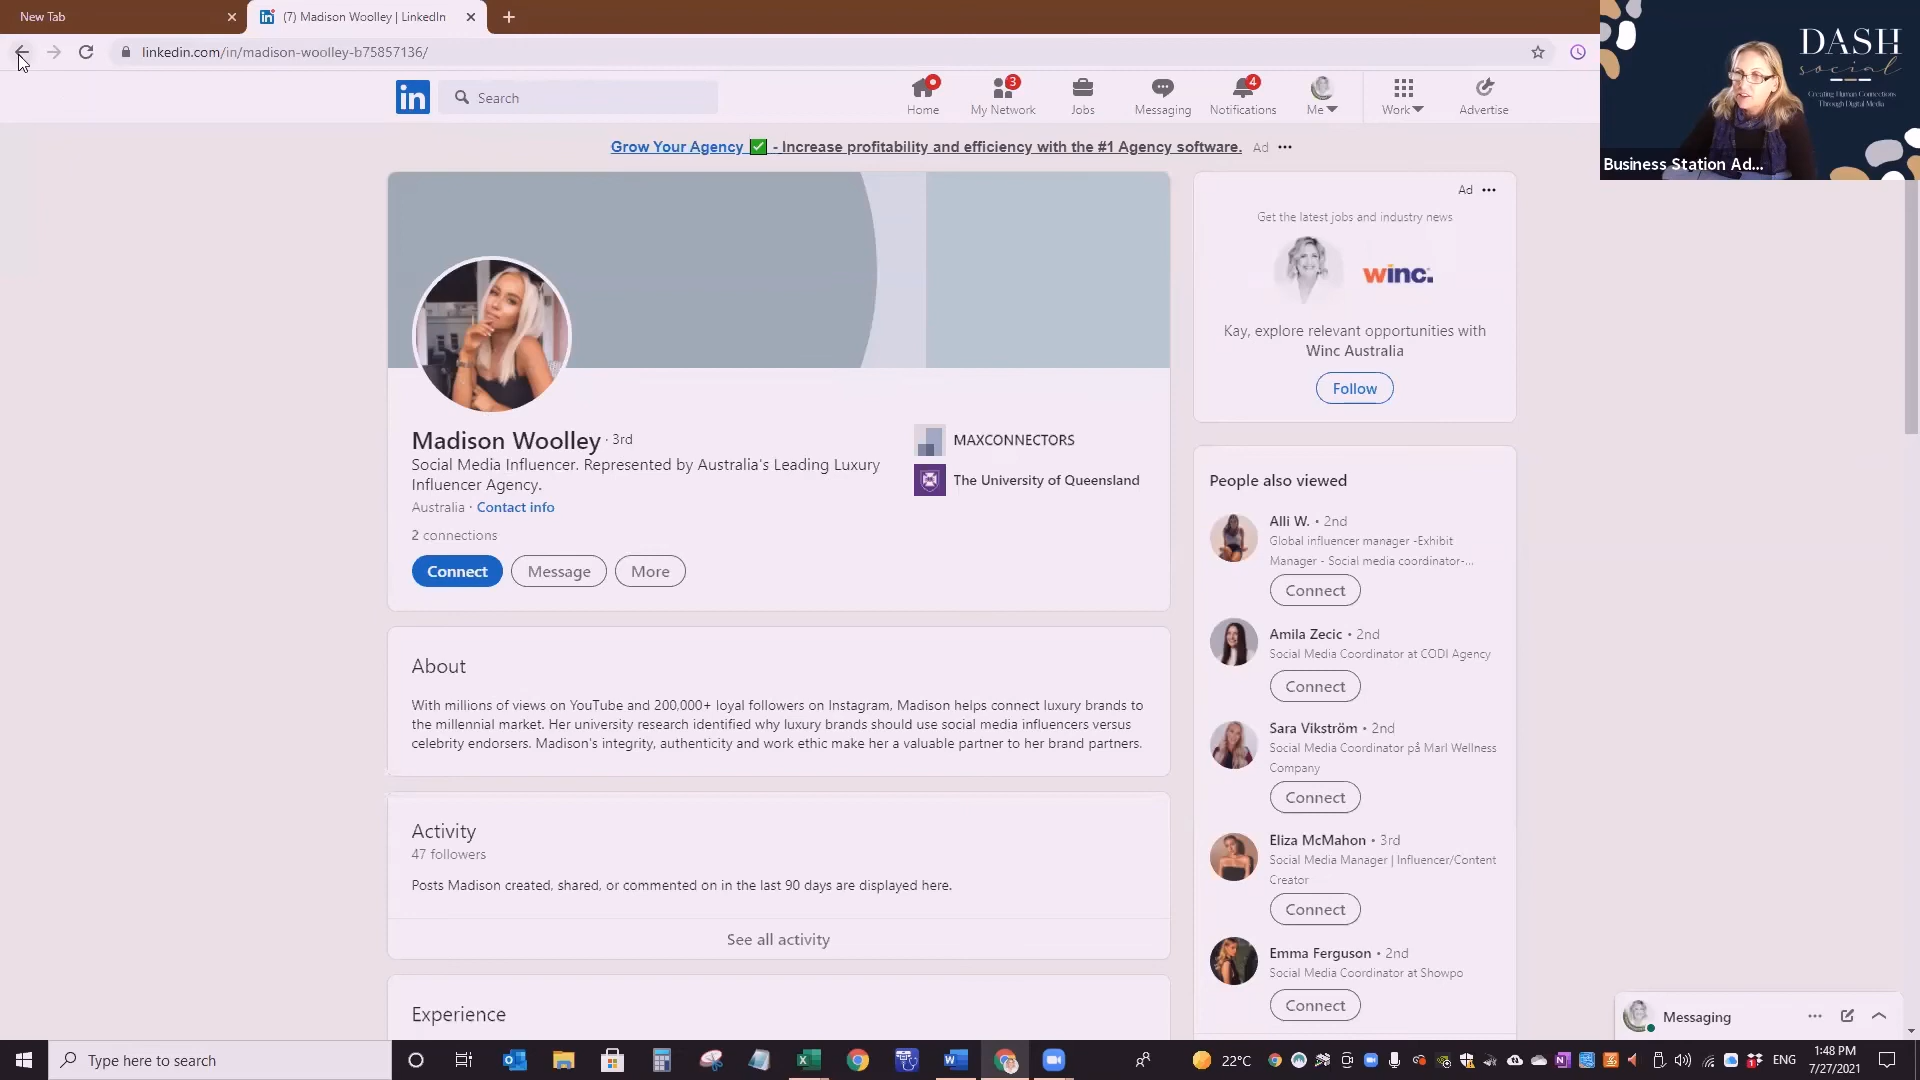 New Tab
(7) Madison Woolley | LinkedIn
linkedin.com/in/madison-woolley-b75857136/
DASH
social
Creating Human Connections
Through Digital Media
Business Station Ad...
in
Search
Home
3
My Network
Jobs
Messaging
4
Notifications
Me
Work
Advertise
Grow Your Agency ✅ - Increase profitability and efficiency with the #1 Agency software. Ad ...
Madison Woolley · 3rd
Social Media Influencer. Represented by Australia's Leading Luxury
Influencer Agency.
Australia · Contact info
2 connections
Connect
Message
More
MAXCONNECTORS
The University of Queensland
About
With millions of views on YouTube and 200,000+ loyal followers on Instagram, Madison helps connect luxury brands to
the millennial market. Her university research identified why luxury brands should use social media influencers versus
celebrity endorsers. Madison's integrity, authenticity and work ethic make her a valuable partner to her brand partners.
Activity
47 followers
Posts Madison created, shared, or commented on in the last 90 days are displayed here.
See all activity
Experience
Ad ...
Get the latest jobs and industry news
winc.
Kay, explore relevant opportunities with
Winc Australia
Follow
People also viewed
Alli W. • 2nd
Global influencer manager -Exhibit
Manager - Social media coordinator-...
Connect
Amila Zecic • 2nd
Social Media Coordinator at CODI Agency
Connect
Sara Vikström • 2nd
Social Media Coordinator på Marl Wellness
Company
Connect
Eliza McMahon • 3rd
Social Media Manager | Influencer/Content
Creator
Connect
Emma Ferguson • 2nd
Social Media Coordinator at Showpo
Connect
Messaging
Type here to search
22°C
ENG
1:48 PM
7/27/2021